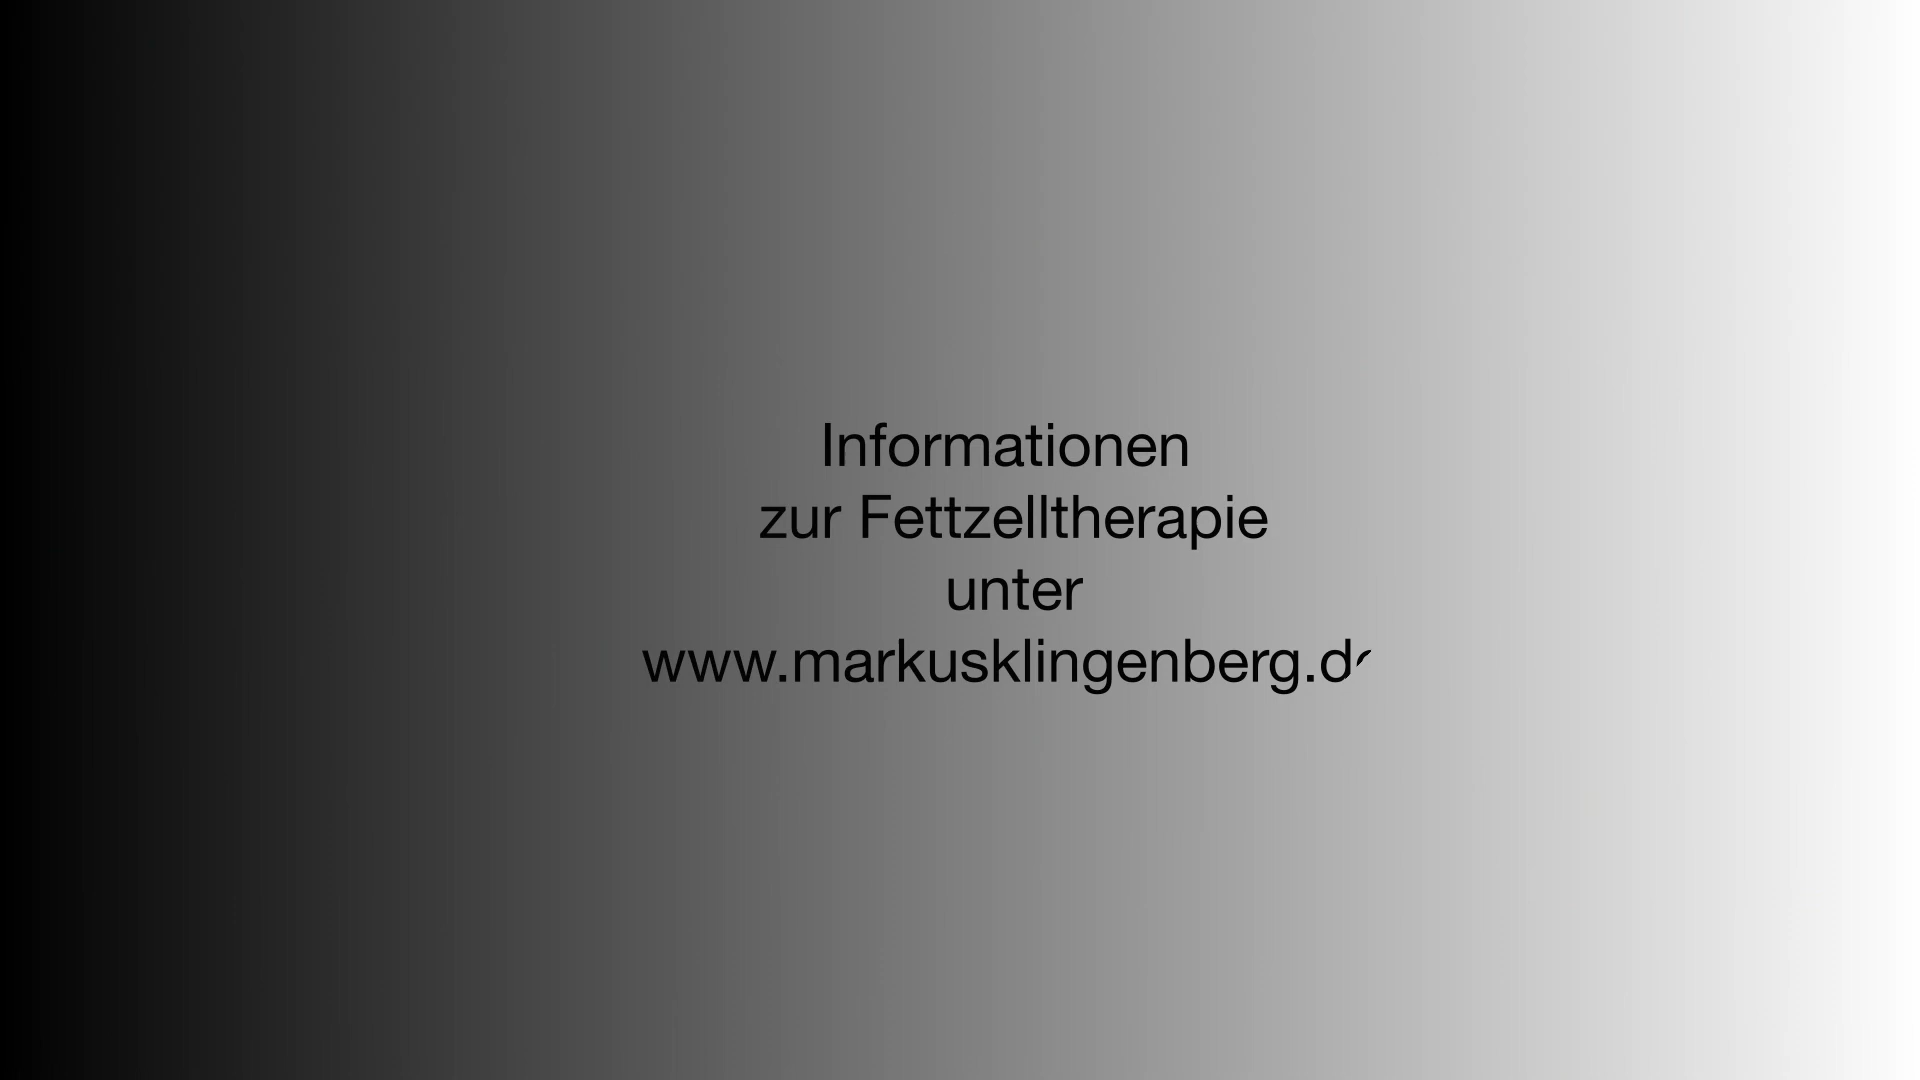 Informationen
zur Fettzelltherapie
unter
www.markusklingenberg.d